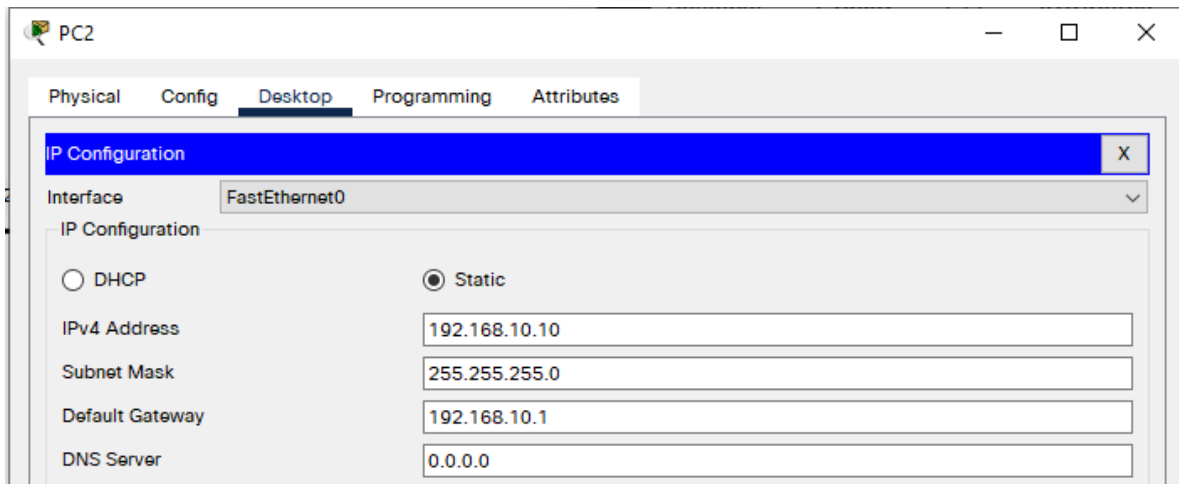 PC2
Physical Config Desktop Programming Attributes
IP Configuration X
Interface FastEthernet0
IP Configuration
DHCP Static
IPv4 Address 192.168.10.10
Subnet Mask 255.255.255.0
Default Gateway 192.168.10.1
DNS Server 0.0.0.0